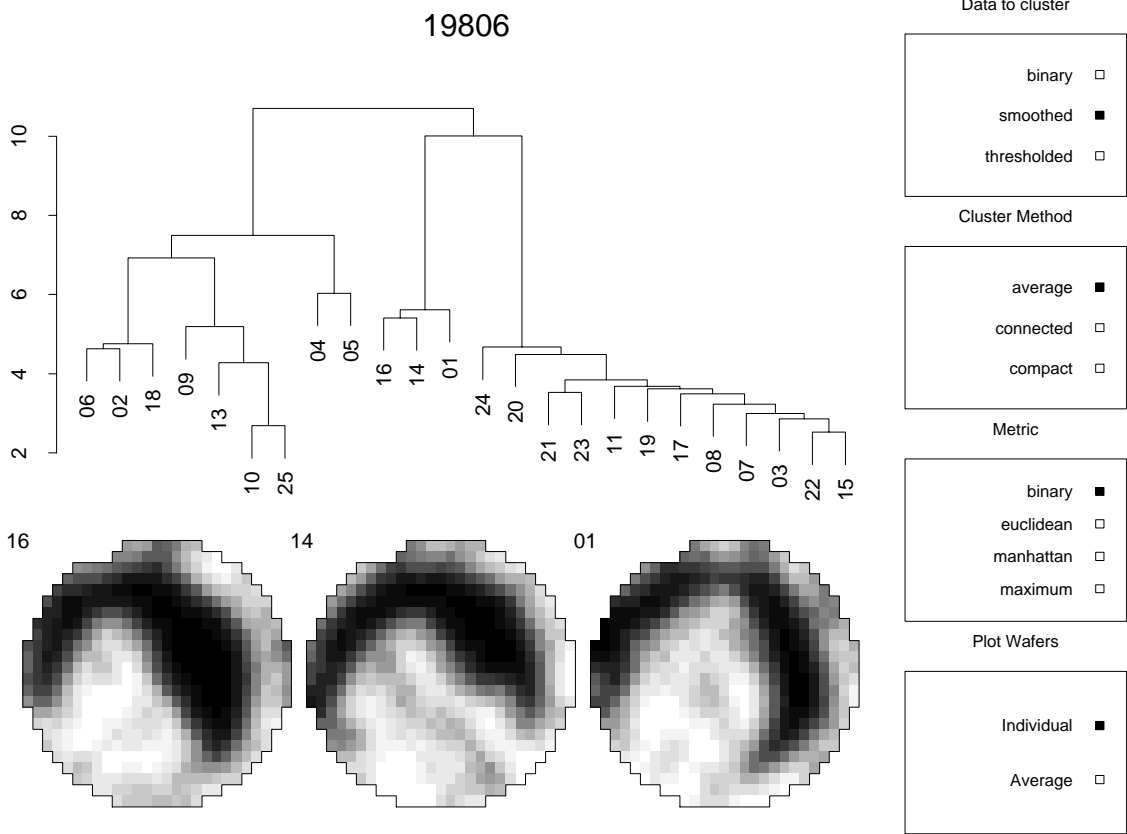 19806
10
8
6
4
2
06
02
18
09
13
10
25
04
05
16
14
01
24
20
21
23
11
19
17
08
07
03
22
15
16
14
01
Data to cluster
binary
smoothed
thresholded
Cluster Method
average
connected
compact
Metric
binary
euclidean
manhattan
maximum
Plot Wafers
Individual
Average